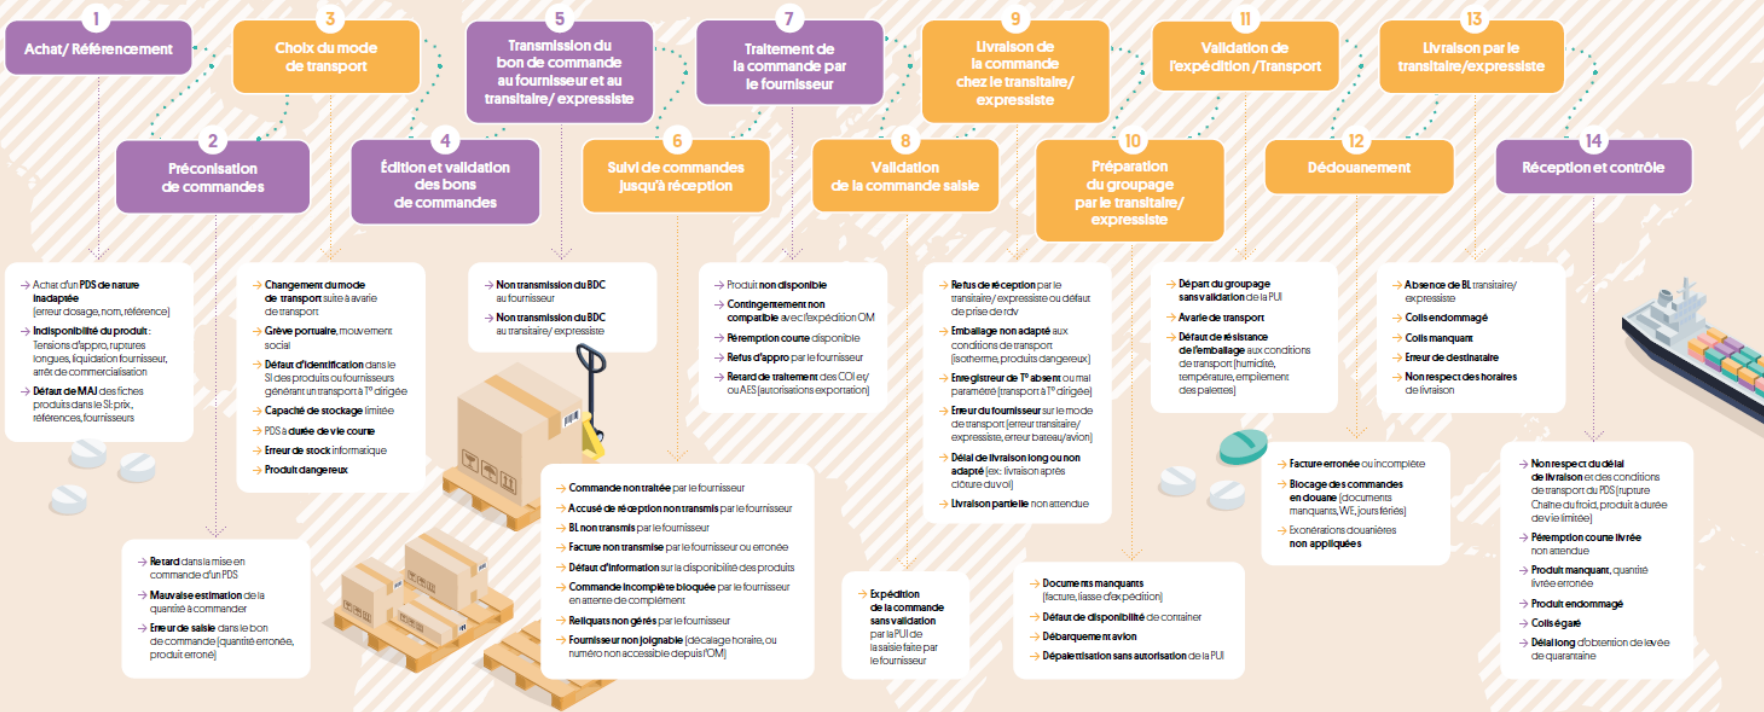 1
Achat/ Référencement
2
Préconisation
de commandes
3
Choix du mode
de transport
4
Édition et validation
des bons
de commandes
5
Transmission du
bon de commande
au fournisseur et au
transitaire/ expressiste
6
Suivi de commandes
jusqu'à réception
7
Traitement de
la commande par
le fournisseur
8
Validation
de la commande saisie
9
Livraison de
la commande
chez le transitaire/
expressiste
10
Préparation
du groupage
par le transitaire/
expressiste
11
Validation de
l'expédition /Transport
12
Dédouanement
13
Livraison par le
transitaire/expressiste
14
Réception et contrôle
→ Achat d'un PDS de nature
inadaptée
(erreur dosage, nom, référence)
→ Indisponibilité du produit :
Tensions d'appro, ruptures
longues, liquidation fournisseur,
arrêt de commercialisation
→ Défaut de MAJ des fiches
produits dans le SI: prix,
références, fournisseurs
→ Retard dans la mise en
commande d'un PDS
→ Mauvaise estimation de la
quantité à commander
→ Erreur de saisie dans le bon
de commande (quantité erronée,
produit erroné)
→ Changement du mode
de transport suite à avarie
de transport
→ Grève portuaire, mouvement
social
→ Défaut d'identification dans le
SI des produits ou fournisseurs
générant un transport à T° dirigée
→ Capacité de stockage limitée
→ PDS à durée de vie courte
→ Erreur de stock informatique
→ Produit dangereux
→ Non transmission du BDC
au fournisseur
→ Non transmission du BDC
au transitaire/ expressiste
→ Commande non traitée par le fournisseur
→ Accusé de réception non transmis par le fournisseur
→ BL non transmis par le fournisseur
→ Facture non transmise par le fournisseur ou erronée
→ Défaut d'information sur la disponibilité des produits
→ Commande incomplète bloquée par le fournisseur
en attente de complément
→ Reliquats non gérés par le fournisseur
→ Fournisseur non joignable (décalage horaire, ou
numéro non accessible depuis l'OM)
→ Produit non disponible
→ Contingentement non
compatible avec l'expédition OM
→ Péremption courte disponible
→ Refus d'appro par le fournisseur
→ Retard de traitement des COI et/
ou AES (autorisations exportation)
→ Expédition
de la commande
sans validation
par la PUI de
la saisie faite par
le fournisseur
→ Refus de réception par le
transitaire / expressiste ou défaut
de prise de rdv
→ Emballage non adapté aux
conditions de transport
(isotherme, produits dangereux)
→ Enregistreur de T° absent ou mal
paramétré (transport à T° dirigée)
→ Erreur du fournisseur sur le mode
de transport (erreur transitaire/
expressiste, erreur bateau/avion)
→ Délai de livraison long ou non
adapté (ex: livraison après
clôture du vol)
→ Livraison partielle non attendue
→ Documents manquants
(facture, liasse d'expédition)
→ Défaut de disponibilité de container
→ Débarquement avion
→ Dépalettisation sans autorisation de la PUI
→ Départ du groupage
sans validation de la PUI
→ Avarie de transport
→ Défaut de résistance
de l'emballage aux conditions
de transport (humidité,
température, empilement
des palettes)
→ Facture erronée ou incomplète
→ Blocage des commandes
en douane (documents
manquants, WE, jours fériés)
→ Exonérations douanières
non appliquées
→ Absence de BL transitaire/
expressiste
→ Colis endommagé
→ Colis manquant
→ Erreur de destinataire
→ Non respect des horaires
de livraison
→ Non respect du délai
de livraison et des conditions
de transport du PDS (rupture
Chaîne du froid, produit à durée
de vie limitée)
→ Péremption courte livrée
non attendue
→ Produit manquant, quantité
livrée erronée
→ Produit endommagé
→ Colis égaré
→ Délai long d'obtention de levée
de quarantaine